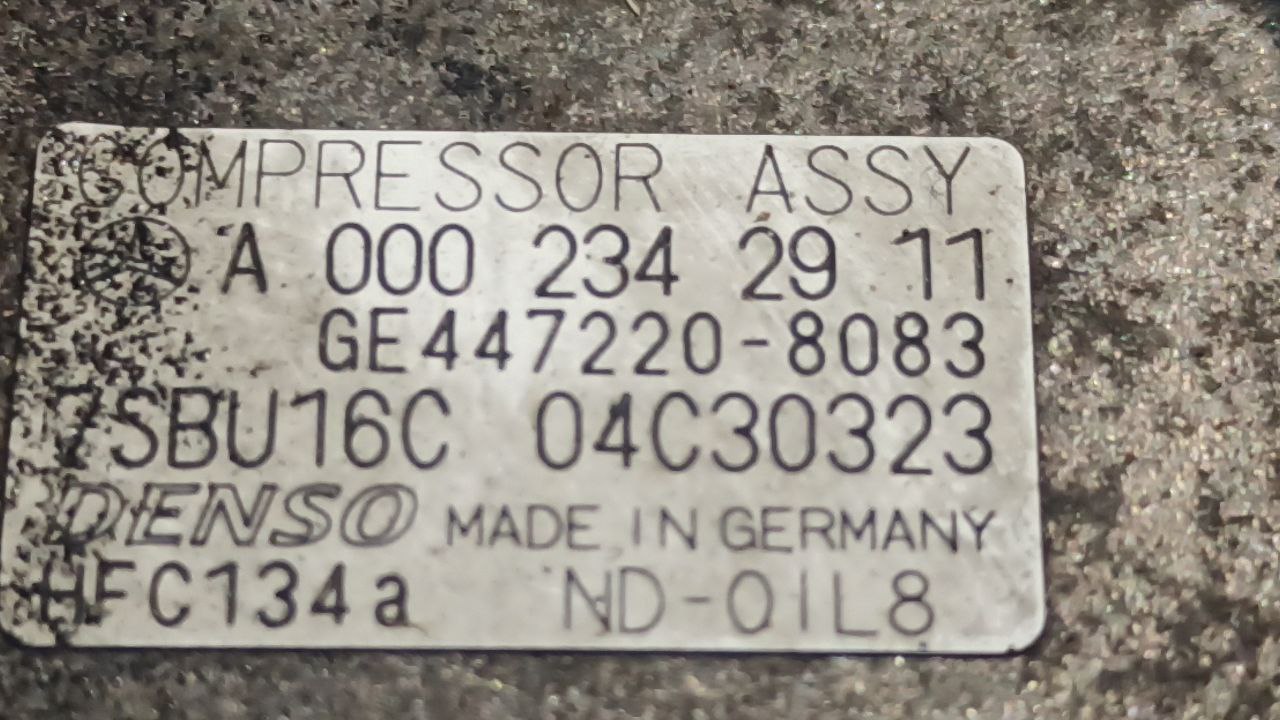 COMPRESSOR ASSY
A 000 234 29 11
GE447220-8083
7SBU16C 04C30323
DENSO MADE IN GERMANY
HFC134a ND-OIL8